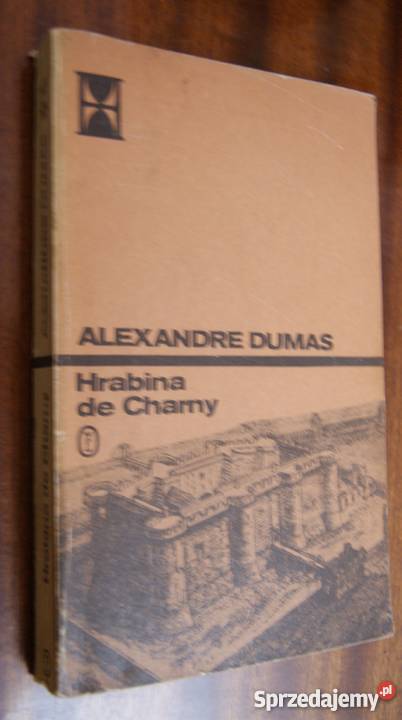 ALEXANDRE DUMAS
Hrabina
de Charny
Sprzedajemy.pl